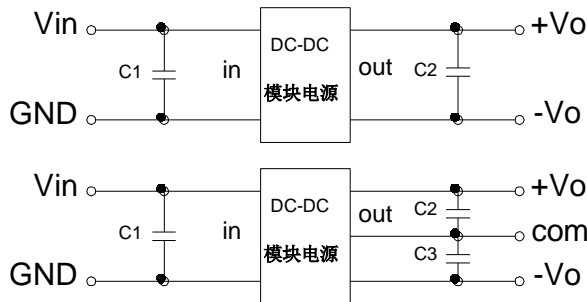 Vin
+Vo
DC-DC
C1
in
out
C2
模块电源
GND
-Vo
Vin
+Vo
DC-DC
out
C2
C1
in
com
模块电源
C3
GND
-Vo